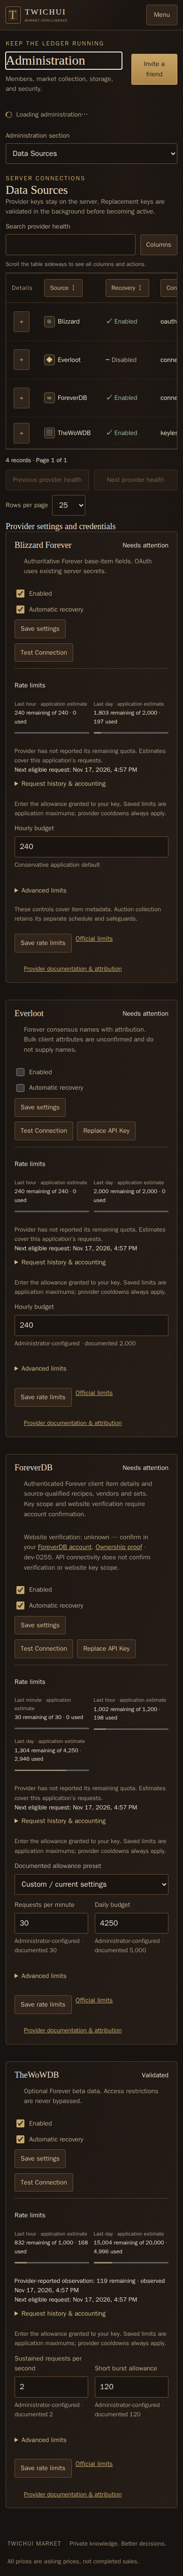 TWICHUI
MARKET INTELLIGENCE
Menu
KEEP THE LEDGER RUNNING
Administration
Members, market collection, storage,
and security.
Invite a
friend
Loading administration…
Administration section
Data Sources
SERVER CONNECTIONS
Data Sources
Provider keys stay on the server. Replacement keys are
validated in the background before becoming active.
Search provider health
Columns
Scroll the table sideways to see all columns and actions.
Details
Source
Recovery
+ Blizzard ✓ Enabled
+ Everloot − Disabled
+ ForeverDB ✓ Enabled
+ TheWoWDB ✓ Enabled
4 records · Page 1 of 1
Previous provider health
Next provider health
Rows per page 25
Provider settings and credentials
Blizzard Forever
Needs attention
Authoritative Forever base-item fields. OAuth
uses existing server secrets.
Enabled
Automatic recovery
Save settings
Test Connection
Rate limits
Last hour · application estimate
240 remaining of 240 · 0
used
Last day · application estimate
1,803 remaining of 2,000 ·
197 used
Provider has not reported its remaining quota. Estimates
cover this application's requests.
Next eligible request: Nov 17, 2026, 4:57 PM
Request history & accounting
Enter the allowance granted to your key. Saved limits are
application maximums; provider cooldowns always apply.
Hourly budget
240
Conservative application default
Advanced limits
These controls cover item metadata. Auction collection
retains its separate schedule and safeguards.
Save rate limits
Official limits
Provider documentation & attribution
Everloot
Needs attention
Forever consensus names with attribution.
Bulk client attributes are unconfirmed and do
not supply names.
Enabled
Automatic recovery
Save settings
Test Connection
Replace API Key
Rate limits
Last hour · application estimate
240 remaining of 240 · 0
used
Last day · application estimate
2,000 remaining of 2,000 · 0
used
Provider has not reported its remaining quota. Estimates
cover this application's requests.
Next eligible request: Nov 17, 2026, 4:57 PM
Request history & accounting
Enter the allowance granted to your key. Saved limits are
application maximums; provider cooldowns always apply.
Hourly budget
240
Administrator-configured · documented 2,000
Advanced limits
Save rate limits
Official limits
Provider documentation & attribution
ForeverDB
Needs attention
Authenticated Forever client item details and
source-qualified recipes, vendors and sets.
Key scope and website verification require
account confirmation.
Website verification: unknown — confirm in
your ForeverDB account. Ownership proof ·
dev-0255. API connectivity does not confirm
verification or website key scope.
Enabled
Automatic recovery
Save settings
Test Connection
Replace API Key
Rate limits
Last minute · application
estimate
30 remaining of 30 · 0 used
Last hour · application estimate
1,002 remaining of 1,200 ·
198 used
Last day · application estimate
1,304 remaining of 4,250 ·
2,946 used
Provider has not reported its remaining quota. Estimates
cover this application's requests.
Next eligible request: Nov 17, 2026, 4:57 PM
Request history & accounting
Enter the allowance granted to your key. Saved limits are
application maximums; provider cooldowns always apply.
Documented allowance preset
Custom / current settings
Requests per minute
30
Administrator-configured ·
documented 30
Daily budget
4250
Administrator-configured ·
documented 5,000
Advanced limits
Save rate limits
Official limits
Provider documentation & attribution
TheWoWDB
Validated
Optional Forever beta data. Access restrictions
are never bypassed.
Enabled
Automatic recovery
Save settings
Test Connection
Rate limits
Last hour · application estimate
832 remaining of 1,000 · 168
used
Last day · application estimate
15,004 remaining of 20,000 ·
4,996 used
Provider-reported observation: 119 remaining · observed
Nov 17, 2026, 4:57 PM
Next eligible request: Nov 17, 2026, 4:57 PM
Request history & accounting
Enter the allowance granted to your key. Saved limits are
application maximums; provider cooldowns always apply.
Sustained requests per
second
2
Administrator-configured ·
documented 2
Short burst allowance
120
Administrator-configured ·
documented 120
Advanced limits
Save rate limits
Official limits
Provider documentation & attribution
TWICHUI MARKET Private knowledge. Better decisions.
All prices are asking prices, not completed sales.